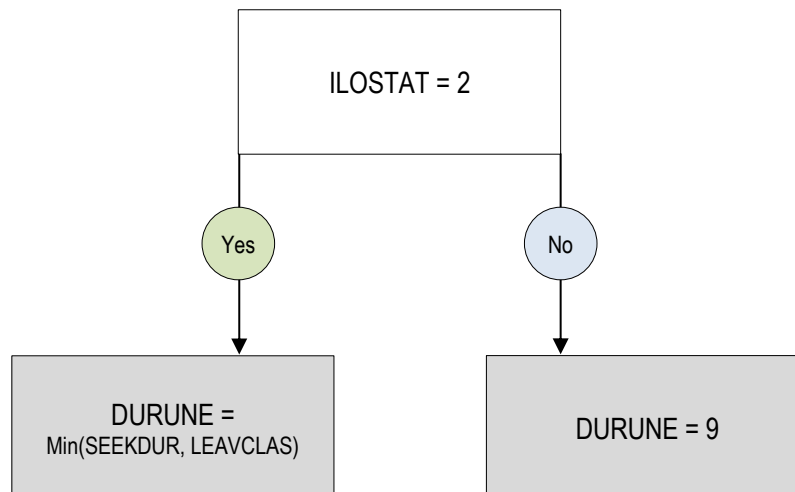 ILOSTAT = 2
Yes
No
DURUNE =
Min(SEEKDUR, LEAVCLAS)
DURUNE = 9